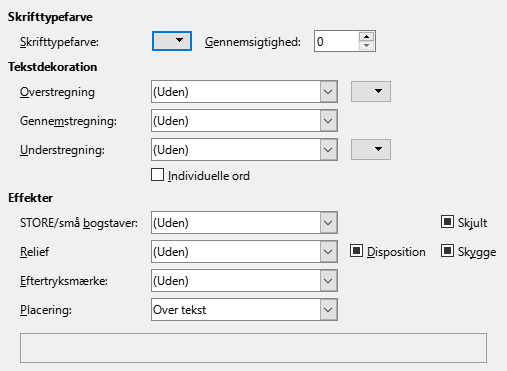 Skrifttypefarve
Skrifttypefarve: Gennemsigtighed: 0
Tekstdekoration
Overstregning (Uden)
Gennemstregning: (Uden)
Understregning: (Uden)
Individuelle ord
Effekter
STORE/små bogstaver: (Uden) Skjult
Relief (Uden) Disposition Skygge
Eftertryksmærke: (Uden)
Placering: Over tekst